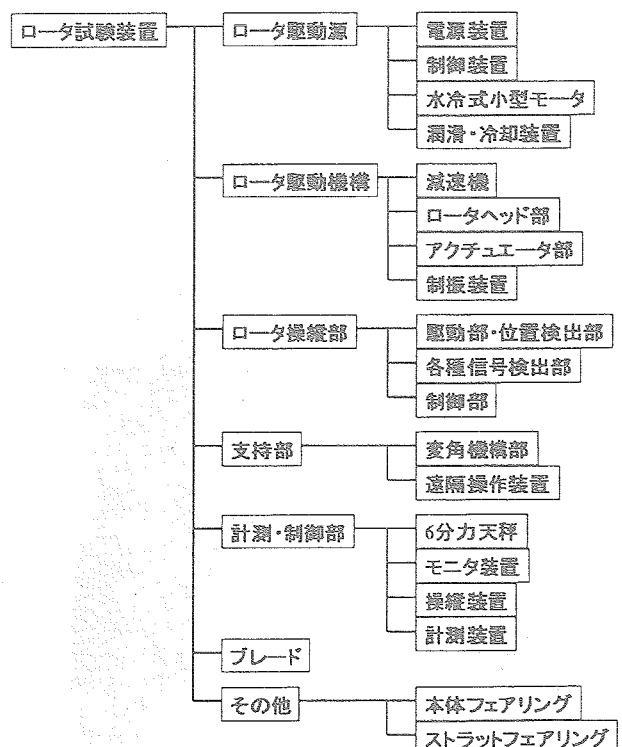 ロータ試験装置
ロータ駆動源
電源装置
制御装置
水冷式小型モータ
潤滑・冷却装置
ロータ駆動機構
減速機
ロータヘッド部
アクチュエータ部
制振装置
ロータ操縦部
駆動部・位置検出部
各種信号検出部
制御部
支持部
変角機構部
遠隔操作装置
計測・制御部
6分力天秤
モニタ装置
操縦装置
計測装置
ブレード
その他
本体フェアリング
ストラットフェアリング